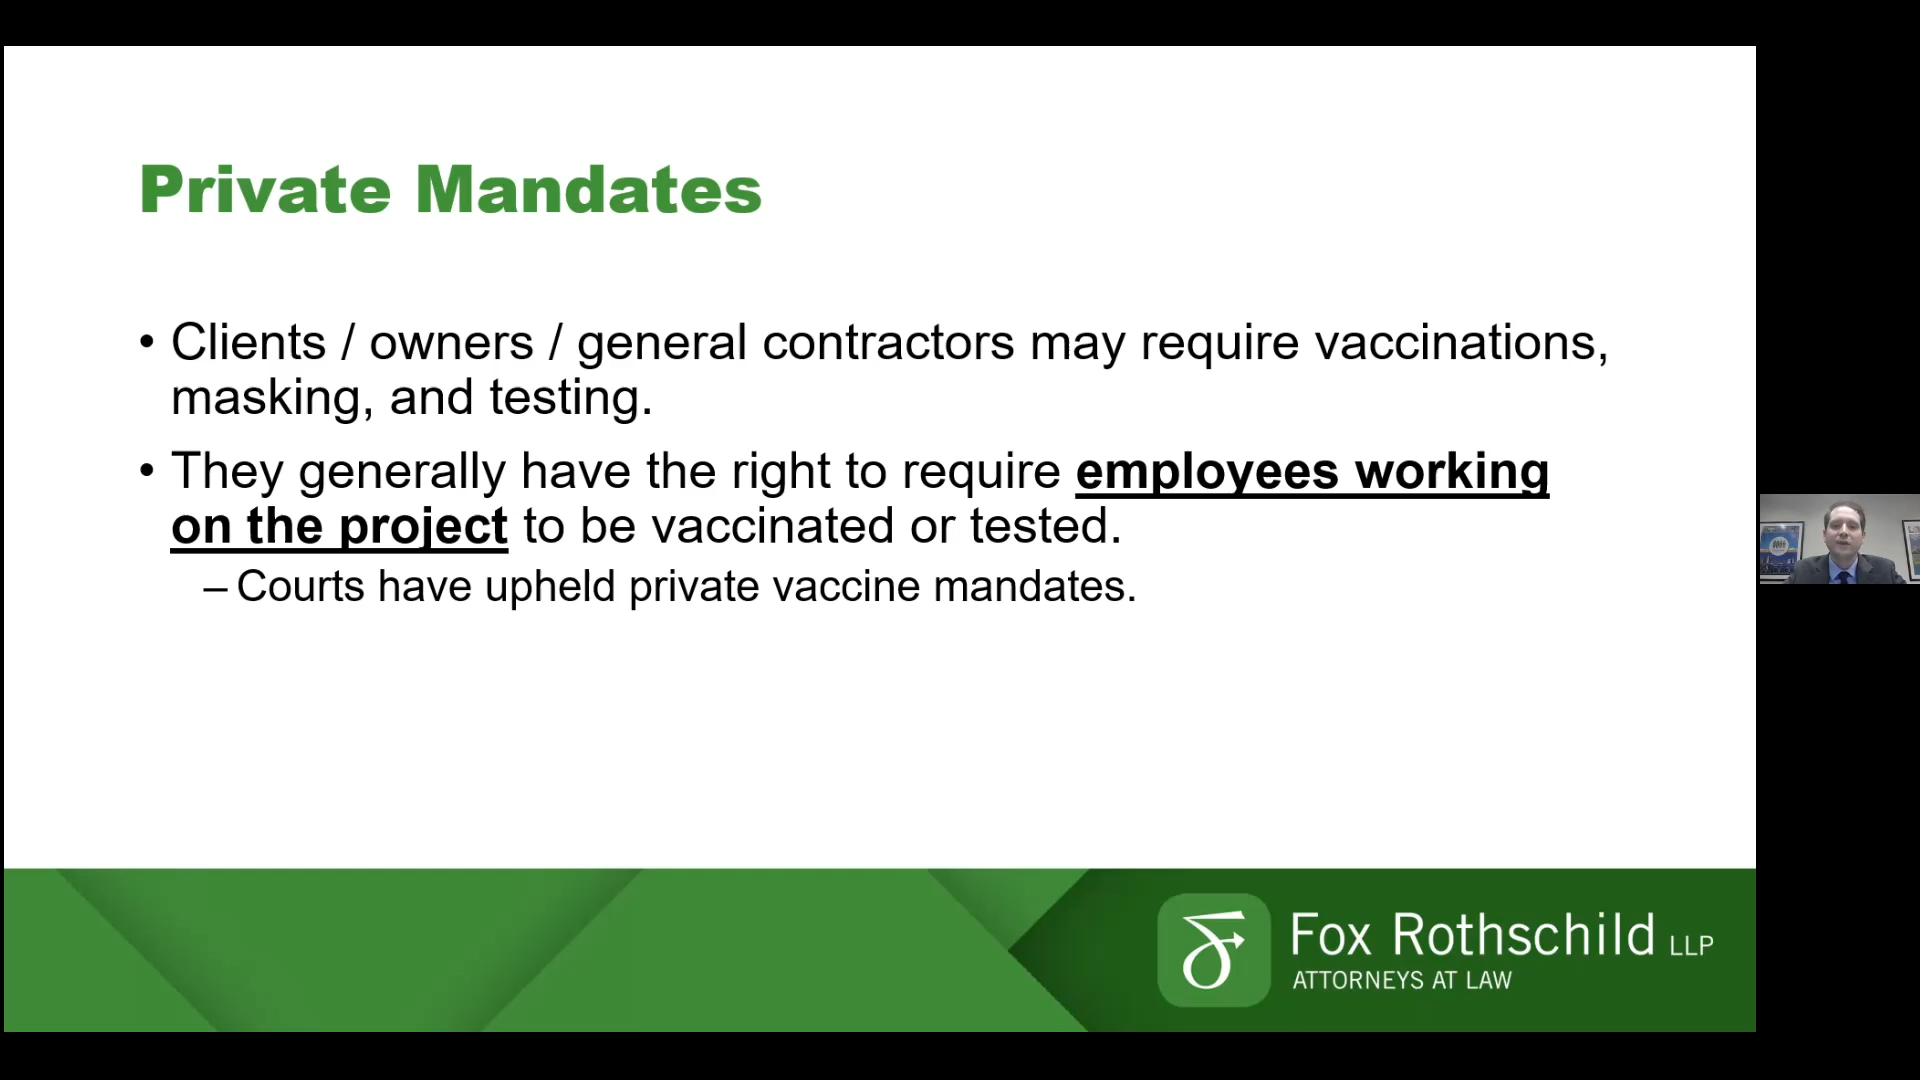 Private Mandates
• Clients / owners / general contractors may require vaccinations,
masking, and testing.
• They generally have the right to require employees working
on the project to be vaccinated or tested.
– Courts have upheld private vaccine mandates.
Fox Rothschild LLP
ATTORNEYS AT LAW